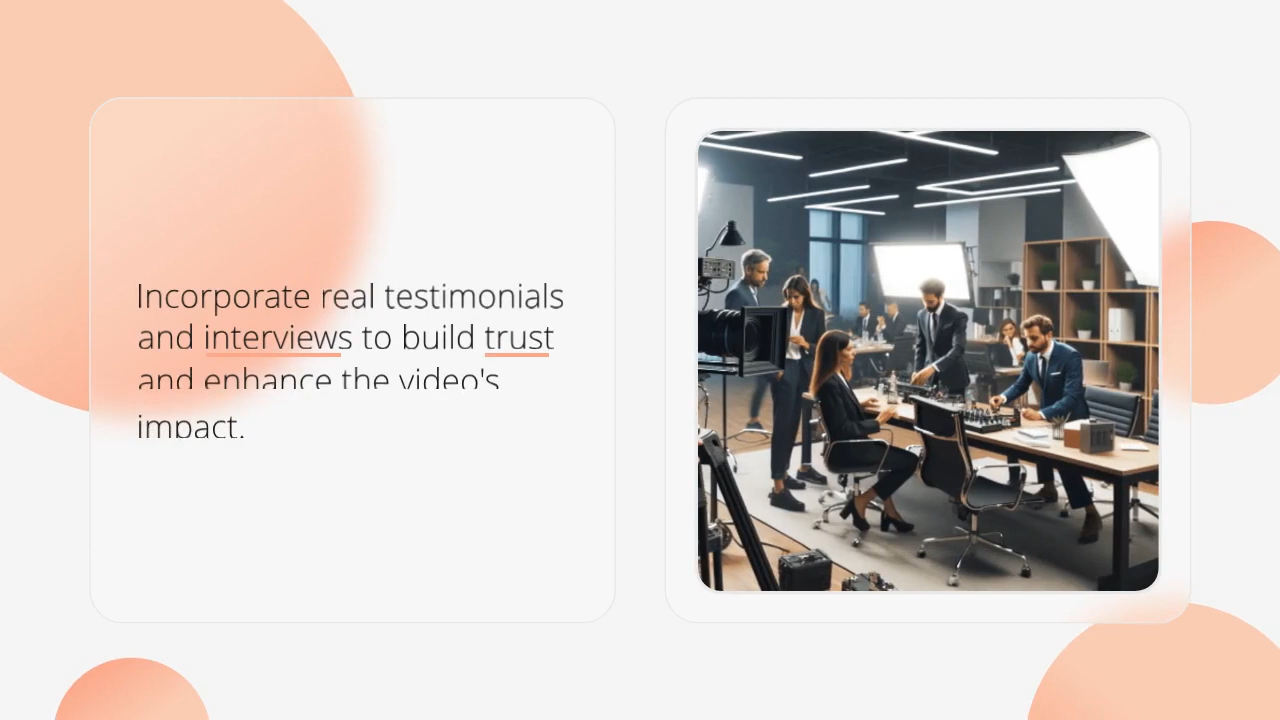 Incorporate real testimonials
and interviews to build trust
and enhance the video's
impact.